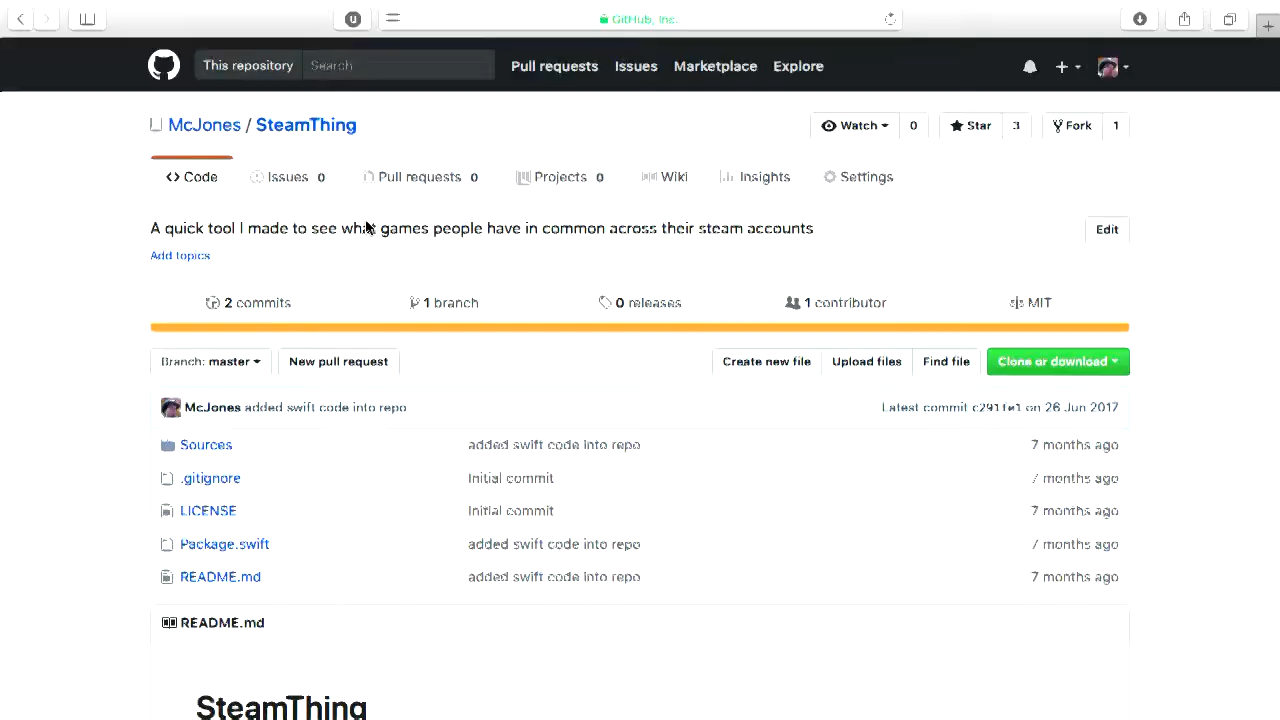 GitHub, Inc.
This repository Search Pull requests Issues Marketplace Explore
McJones / SteamThing Watch 0 Star 3 Fork 1
Code Issues 0 Pull requests 0 Projects 0 Wiki Insights Settings
A quick tool I made to see what games people have in common across their steam accounts Edit
Add topics
2 commits 1 branch 0 releases 1 contributor MIT
Branch: master New pull request Create new file Upload files Find file Clone or download
McJones added swift code into repo Latest commit on 26 Jun 2017
Sources added swift code into repo 7 months ago
.gitignore Initial commit 7 months ago
LICENSE Initial commit 7 months ago
Package.swift added swift code into repo 7 months ago
README.md added swift code into repo 7 months ago
README.md
SteamThing